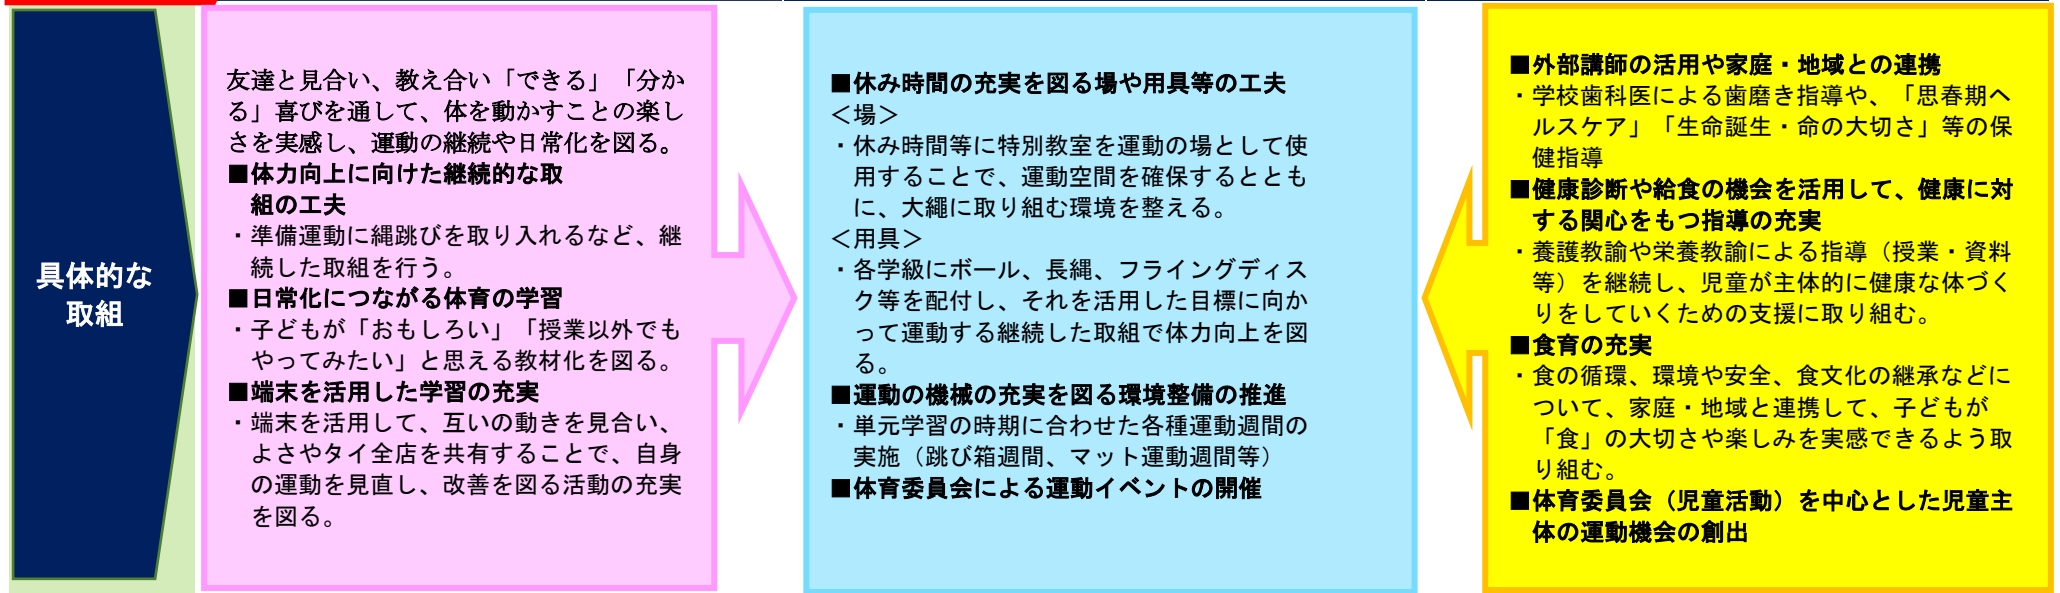 具体的な
取組
友達と見合い、教え合い「できる」「分か
る」喜びを通して、体を動かすことの楽し
さを実感し、運動の継続や日常化を図る。
■体力向上に向けた継続的な取
組の工夫
・準備運動に縄跳びを取り入れるなど、継
続した取組を行う。
■日常化につながる体育の学習
・子どもが「おもしろい」「授業以外でも
やってみたい」と思える教材化を図る。
■端末を活用した学習の充実
・端末を活用して、互いの動きを見合い、
よさやタイ全店を共有することで、自身
の運動を見直し、改善を図る活動の充実
を図る。
■休み時間の充実を図る場や用具等の工夫
＜場＞
・休み時間等に特別教室を運動の場として使
用することで、運動空間を確保するととも
に、大縄に取り組む環境を整える。
＜用具＞
・各学級にボール、長縄、フライングディス
ク等を配付し、それを活用した目標に向か
って運動する継続した取組で体力向上を図
る。
■運動の機械の充実を図る環境整備の推進
・単元学習の時期に合わせた各種運動週間の
実施（跳び箱週間、マット運動週間等）
■体育委員会による運動イベントの開催
■外部講師の活用や家庭・地域との連携
・学校歯科医による歯磨き指導や、「思春期ヘ
ルスケア」「生命誕生・命の大切さ」等の保
健指導
■健康診断や給食の機会を活用して、健康に対
する関心をもつ指導の充実
・養護教諭や栄養教諭による指導（授業・資料
等）を継続し、児童が主体的に健康な体づく
りをしていくための支援に取り組む。
■食育の充実
・食の循環、環境や安全、食文化の継承などに
ついて、家庭・地域と連携して、子どもが
「食」の大切さや楽しみを実感できるよう取
り組む。
■体育委員会（児童活動）を中心とした児童主
体の運動機会の創出